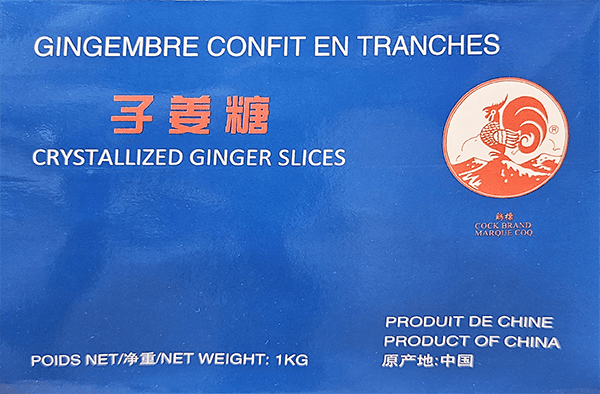 GINGEMBRE CONFIT EN TRANCHES
子姜糖
CRYSTALLIZED GINGER SLICES
®
COCK BRAND
MARQUE COQ
PRODUIT DE CHINE
PRODUCT OF CHINA
原产地:中国
POIDS NET/净重/NET WEIGHT: 1KG